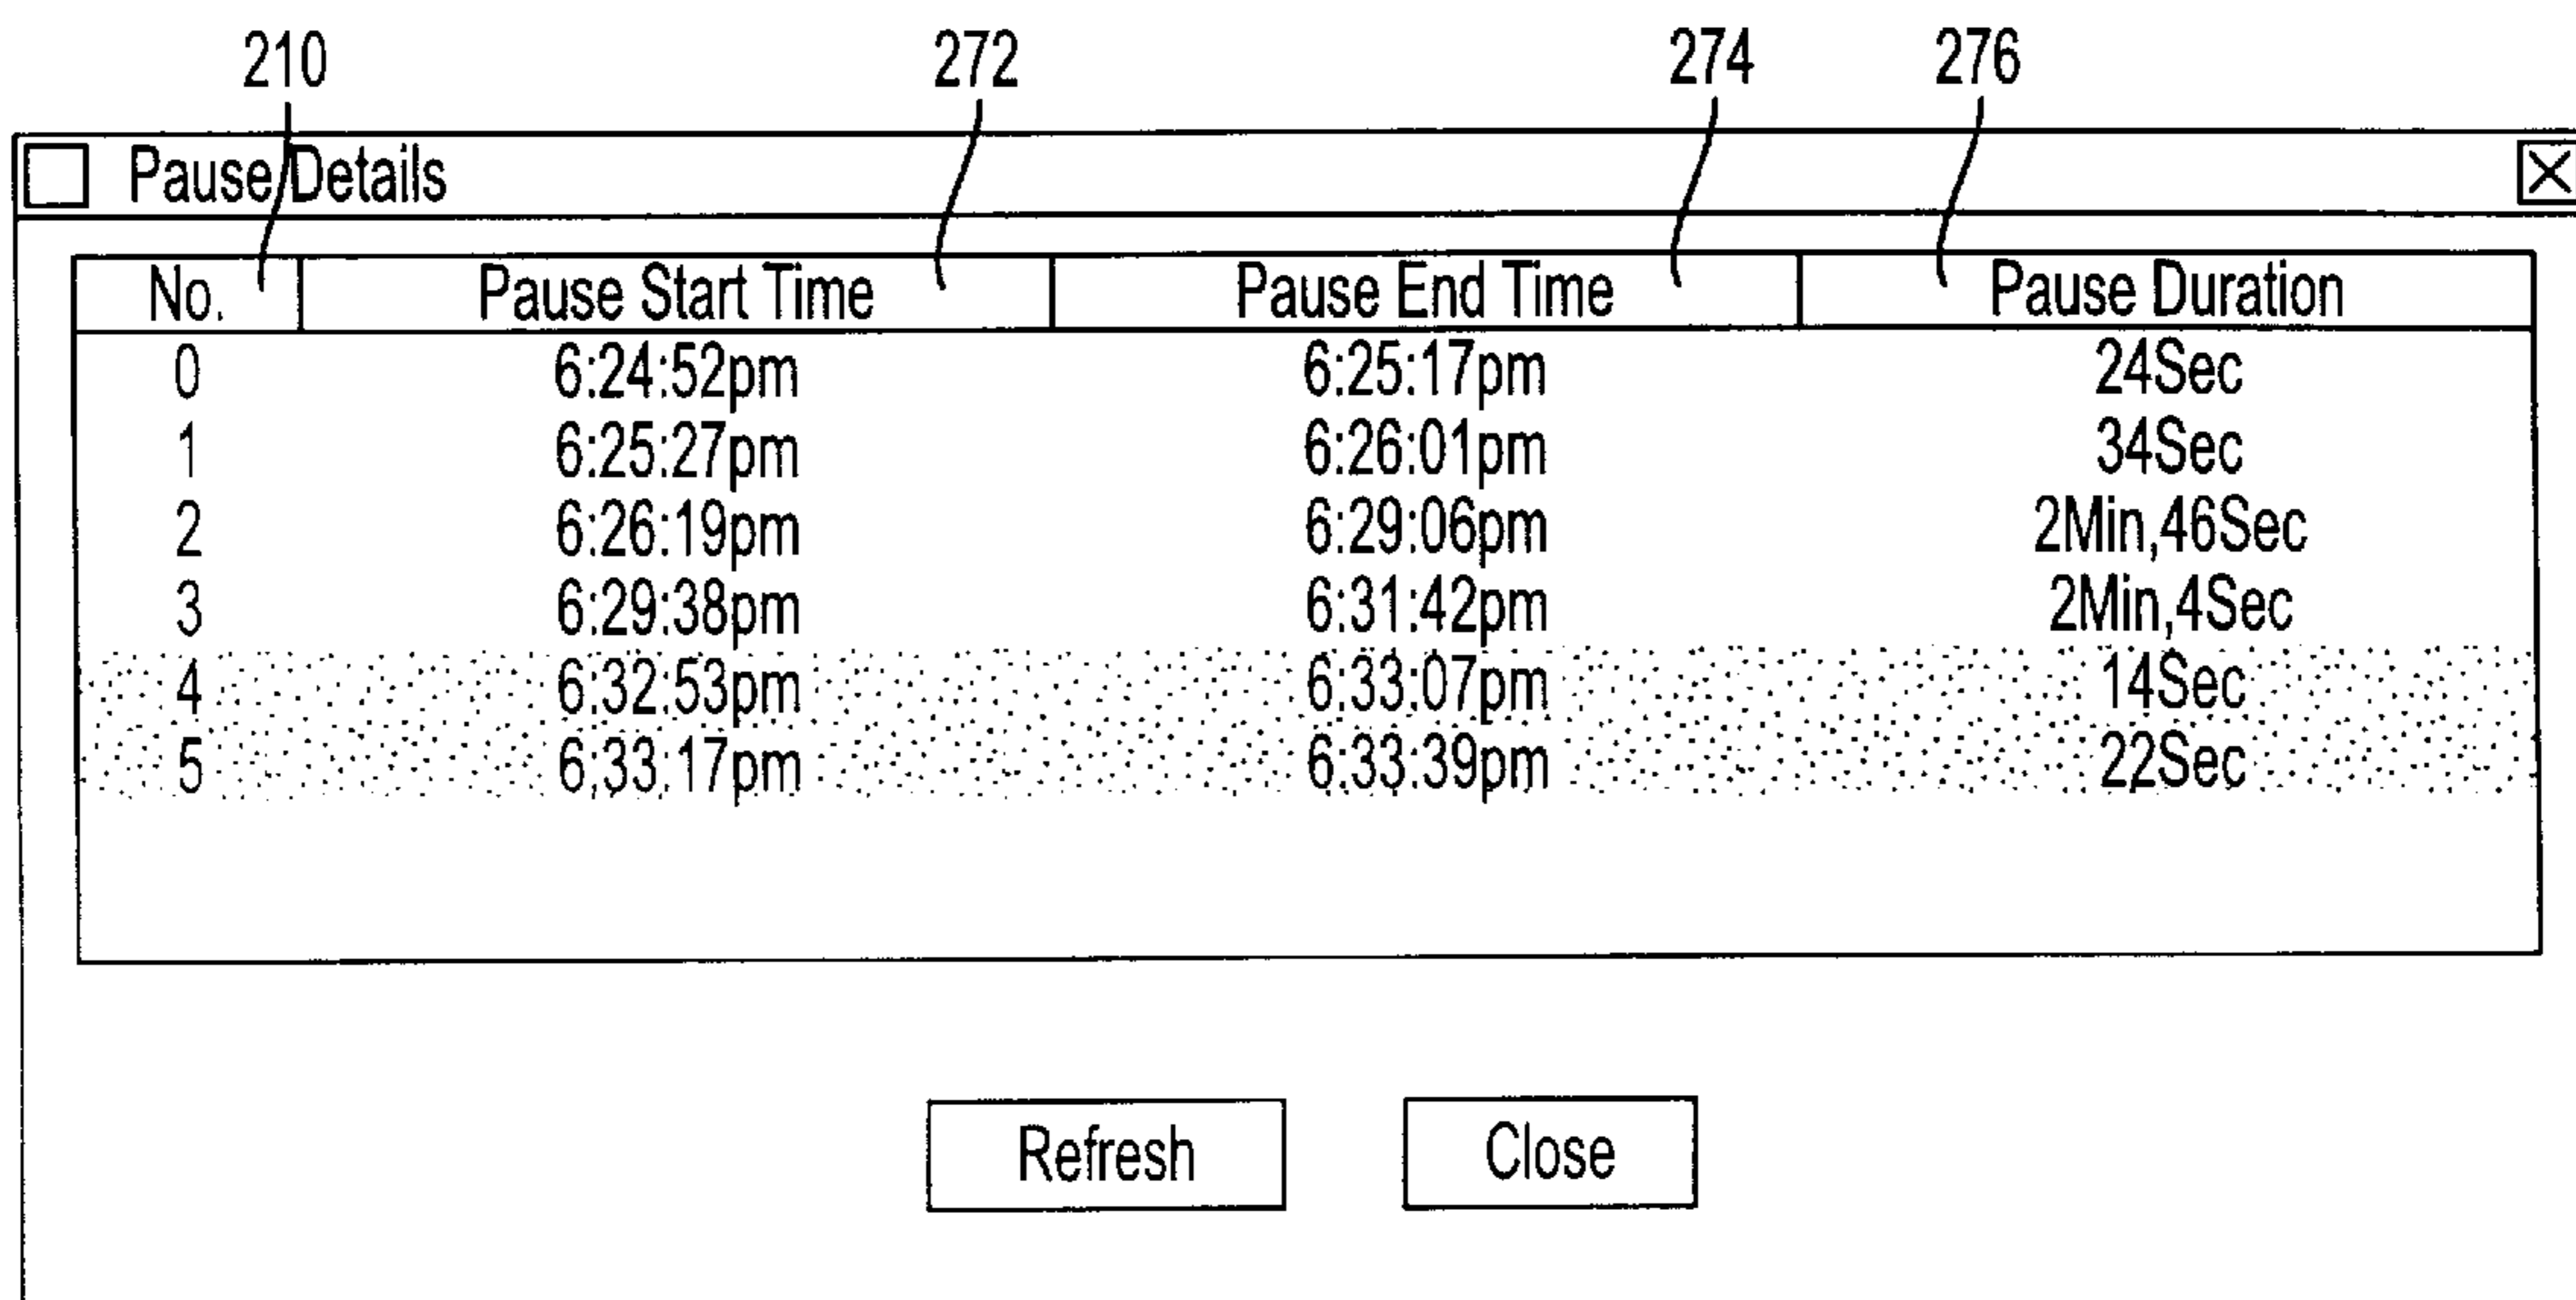 210 272 274 276
Pause Details
No. Pause Start Time Pause End Time Pause Duration
0 6:24:52pm 6:25:17pm 24Sec
1 6:25:27pm 6:26:01pm 34Sec
2 6:26:19pm 6:29:06pm 2Min,46Sec
3 6:29:38pm 6:31:42pm 2Min,4Sec
4 6:32:53pm 6:33:07pm 14Sec
5 6:33:17pm 6:33:39pm 22Sec
Refresh Close